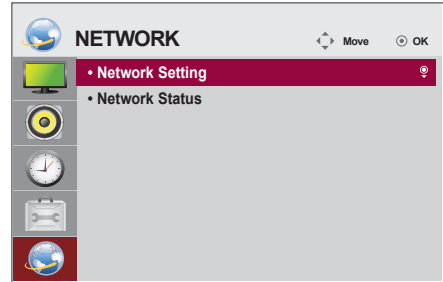 NETWORK
Move
OK
• Network Setting
• Network Status